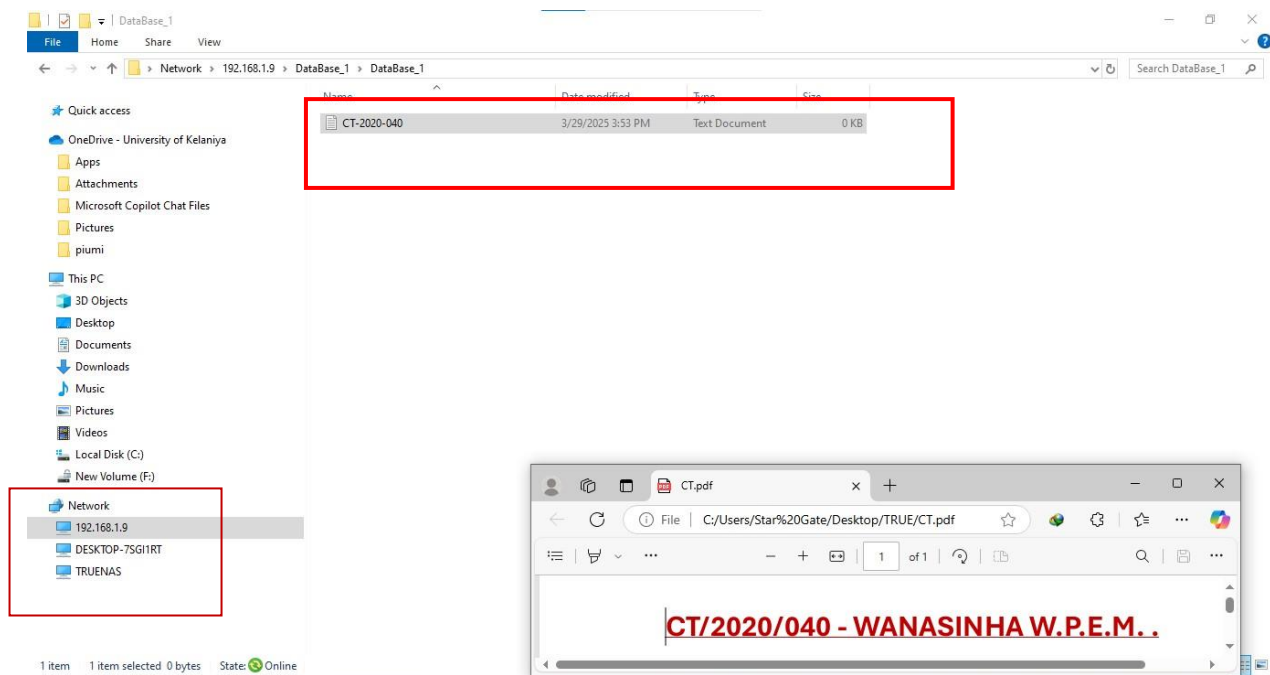 DataBase_1
File Home Share View
Network > 192.168.1.9 > DataBase_1 > DataBase_1
Search DataBase_1
Name Date modified Type Size
Quick access
CT-2020-040 3/29/2025 3:53 PM Text Document 0 KB
OneDrive - University of Kelaniya
Apps
Attachments
Microsoft Copilot Chat Files
Pictures
piumi
This PC
3D Objects
Desktop
Documents
Downloads
Music
Pictures
Videos
Local Disk (C:)
New Volume (F:)
Network
192.168.1.9
DESKTOP-7SGI1RT
TRUENAS
CT.pdf
File C:/Users/Star%20Gate/Desktop/TRUE/CT.pdf
1 of 1
CT/2020/040 - WANASINHA W.P.E.M. .
1 item 1 item selected 0 bytes State: Online